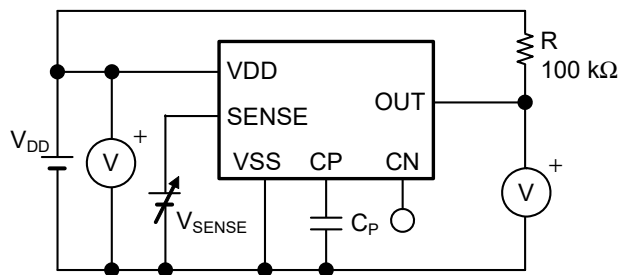 R
100 kΩ
VDD
OUT
SENSE
VSS CP CN
V_DD
V
+
V_SENSE
C_P
V
+